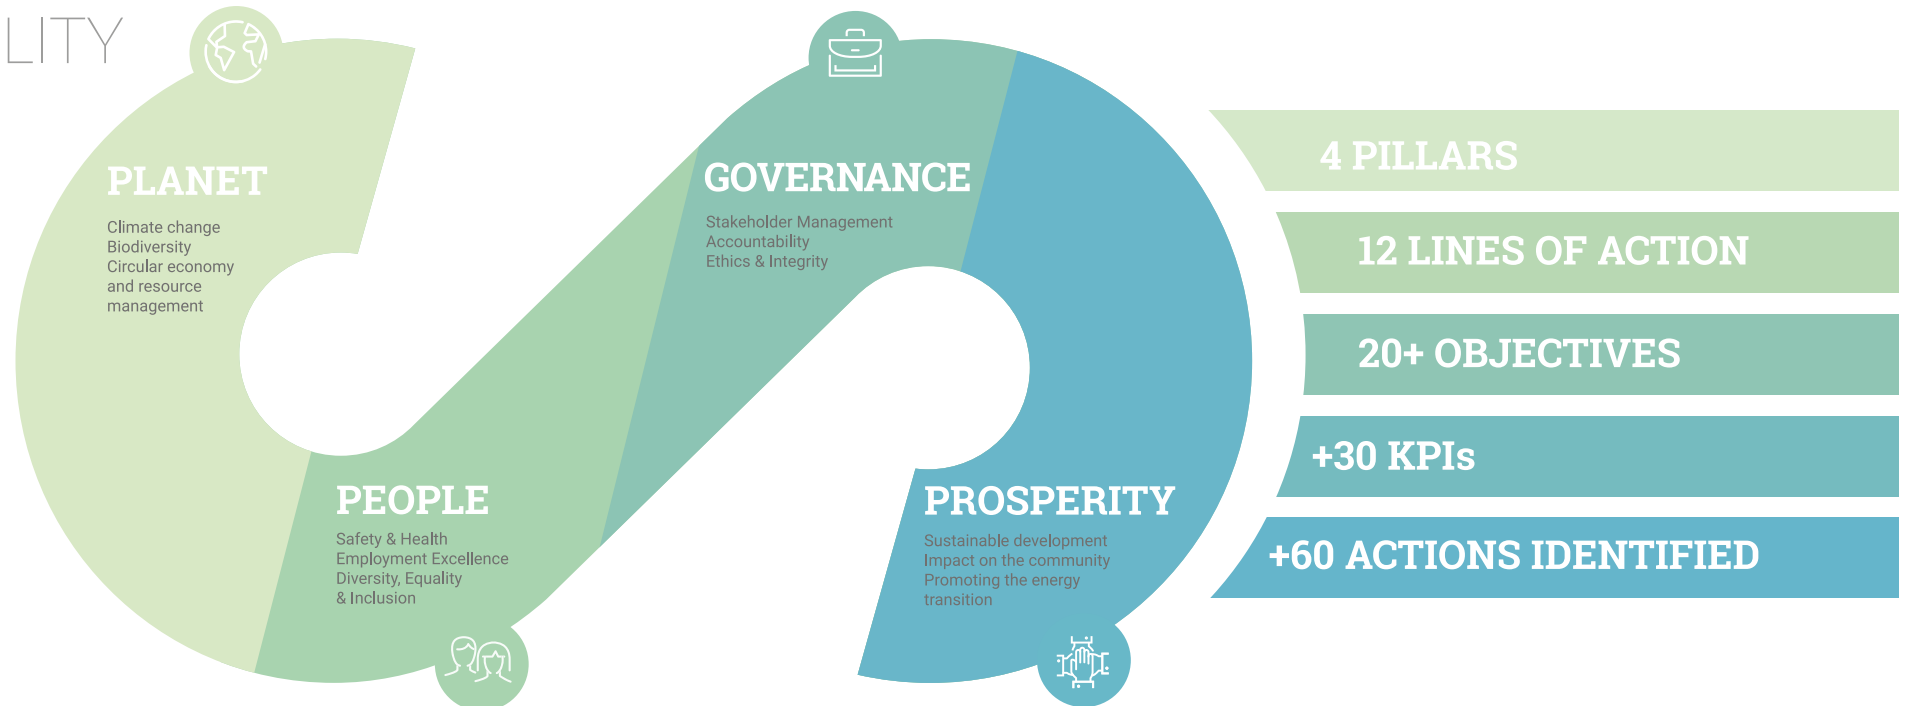 LITY
PLANET
Climate change
Biodiversity
Circular economy
and resource
management
PEOPLE
Safety & Health
Employment Excellence
Diversity, Equality
& Inclusion
GOVERNANCE
Stakeholder Management
Accountability
Ethics & Integrity
PROSPERITY
Sustainable development
Impact on the community
Promoting the energy
transition
4 PILLARS
12 LINES OF ACTION
20+ OBJECTIVES
+30 KPIs
+60 ACTIONS IDENTIFIED